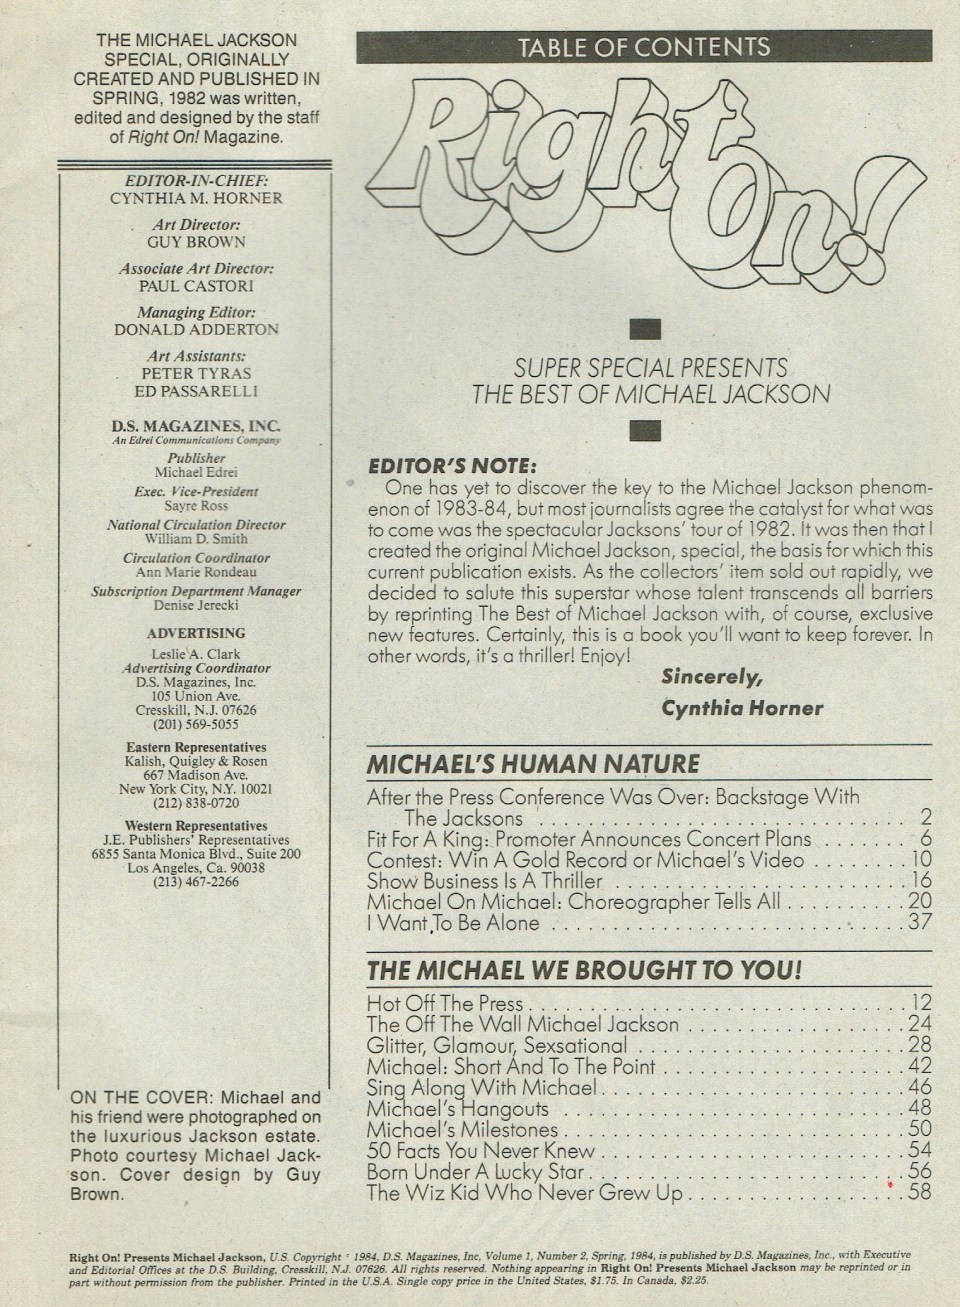 THE MICHAEL JACKSON
SPECIAL, ORIGINALLY
CREATED AND PUBLISHED IN
SPRING, 1982 was written,
edited and designed by the staff
of Right On! Magazine.
EDITOR-IN-CHIEF:
CYNTHIA M. HORNER
Art Director:
GUY BROWN
Associate Art Director:
PAUL CASTORI
Managing Editor:
DONALD ADDERTON
Art Assistants:
PETER TYRAS
ED PASSARELLI
D.S. MAGAZINES, INC.
An Edrei Communications Company
Publisher
Michael Edrei
Exec. Vice-President
Sayre Ross
National Circulation Director
William D. Smith
Circulation Coordinator
Ann Marie Rondeau
Subscription Department Manager
Denise Jerecki
ADVERTISING
Leslie A. Clark
Advertising Coordinator
D.S. Magazines, Inc.
105 Union Ave.
Cresskill, N.J. 07626
(201) 569-5055
Eastern Representatives
Kalish, Quigley & Rosen
667 Madison Ave.
New York City, N.Y. 10021
(212) 838-0720
Western Representatives
J.E. Publishers' Representatives
6855 Santa Monica Blvd., Suite 200
Los Angeles, Ca. 90038
(213) 467-2266
ON THE COVER: Michael and
his friend were photographed on
the luxurious Jackson estate.
Photo courtesy Michael Jack-
son. Cover design by Guy
Brown.
TABLE OF CONTENTS
Right On!
SUPER SPECIAL PRESENTS
THE BEST OF MICHAEL JACKSON
EDITOR'S NOTE:
One has yet to discover the key to the Michael Jackson phenom-
enon of 1983-84, but most journalists agree the catalyst for what was
to come was the spectacular Jacksons' tour of 1982. It was then that I
created the original Michael Jackson, special, the basis for which this
current publication exists. As the collectors' item sold out rapidly, we
decided to salute this superstar whose talent transcends all barriers
by reprinting The Best of Michael Jackson with, of course, exclusive
new features. Certainly, this is a book you'll want to keep forever. In
other words, it's a thriller! Enjoy!
Sincerely,
Cynthia Horner
MICHAEL'S HUMAN NATURE
After the Press Conference Was Over: Backstage With
The Jacksons . . . . . . . . . . . . . . . . . . . . 2
Fit For A King: Promoter Announces Concert Plans . . . . . . . 6
Contest: Win A Gold Record or Michael's Video . . . . . . . . 10
Show Business Is A Thriller . . . . . . . . . . . . . . . . . 16
Michael On Michael: Choreographer Tells All . . . . . . . . . 20
I Want To Be Alone . . . . . . . . . . . . . . . . . . . . 37
THE MICHAEL WE BROUGHT TO YOU!
Hot Off The Press . . . . . . . . . . . . . . . . . . . . . 12
The Off The Wall Michael Jackson . . . . . . . . . . . . . 24
Glitter, Glamour, Sexsational . . . . . . . . . . . . . . . . 28
Michael: Short And To The Point . . . . . . . . . . . . . . 42
Sing Along With Michael . . . . . . . . . . . . . . . . . . 46
Michael's Hangouts . . . . . . . . . . . . . . . . . . . . 48
Michael's Milestones . . . . . . . . . . . . . . . . . . . . 50
50 Facts You Never Knew . . . . . . . . . . . . . . . . . . 54
Born Under A Lucky Star . . . . . . . . . . . . . . . . . . 56
The Wiz Kid Who Never Grew Up . . . . . . . . . . . . . 58
Right On! Presents Michael Jackson, U.S. Copyright © 1984, D.S. Magazines, Inc, Volume 1, Number 2, Spring, 1984, is published by D.S. Magazines, Inc., with Executive
and Editorial Offices at the D.S. Building, Cresskill, N.J. 07626. All rights reserved. Nothing appearing in Right On! Presents Michael Jackson may be reprinted or in
part without permission from the publisher. Printed in the U.S.A. Single copy price in the United States, $1.75. In Canada, $2.25.